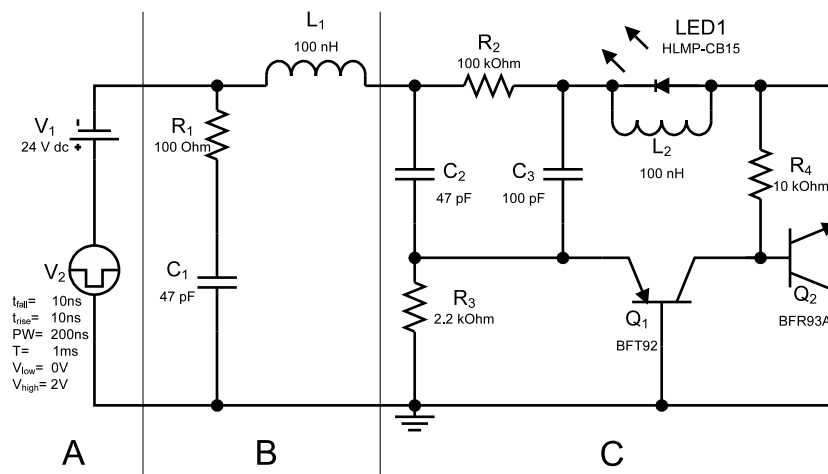 V1
24 V dc
V2
tfall= 10ns
trise= 10ns
PW= 200ns
T= 1ms
Vlow= 0V
Vhigh= 2V
A
L1
100 nH
R1
100 Ohm
C1
47 pF
B
R2
100 kOhm
LED1
HLMP-CB15
L2
100 nH
C2
47 pF
C3
100 pF
R4
10 kOhm
R3
2.2 kOhm
Q1
BFT92
Q2
BFR93A
C